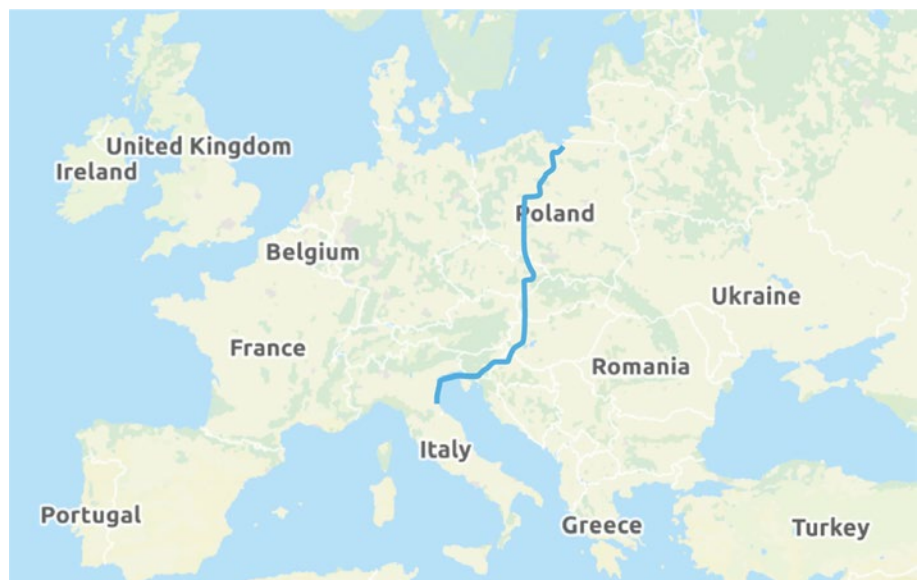 United Kingdom
Ireland
Poland
Belgium
Ukraine
France
Romania
Italy
Portugal
Greece
Turkey